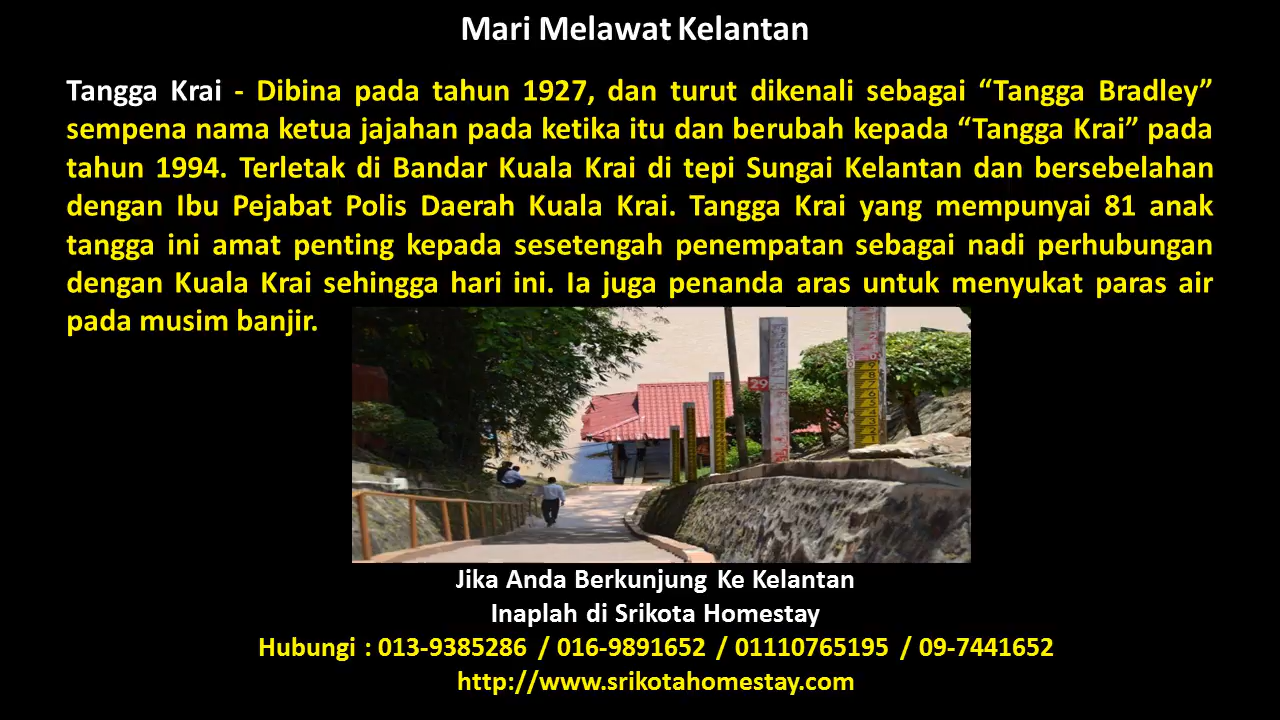 Mari Melawat Kelantan
Tangga Krai - Dibina pada tahun 1927, dan turut dikenali sebagai “Tangga Bradley”
sempena nama ketua jajahan pada ketika itu dan berubah kepada “Tangga Krai” pada
tahun 1994. Terletak di Bandar Kuala Krai di tepi Sungai Kelantan dan bersebelahan
dengan Ibu Pejabat Polis Daerah Kuala Krai. Tangga Krai yang mempunyai 81 anak
tangga ini amat penting kepada sesetengah penempatan sebagai nadi perhubungan
dengan Kuala Krai sehingga hari ini. Ia juga penanda aras untuk menyukat paras air
pada musim banjir.
29
Jika Anda Berkunjung Ke Kelantan
Inaplah di Srikota Homestay
Hubungi : 013-9385286 / 016-9891652 / 01110765195 / 09-7441652
http://www.srikotahomestay.com